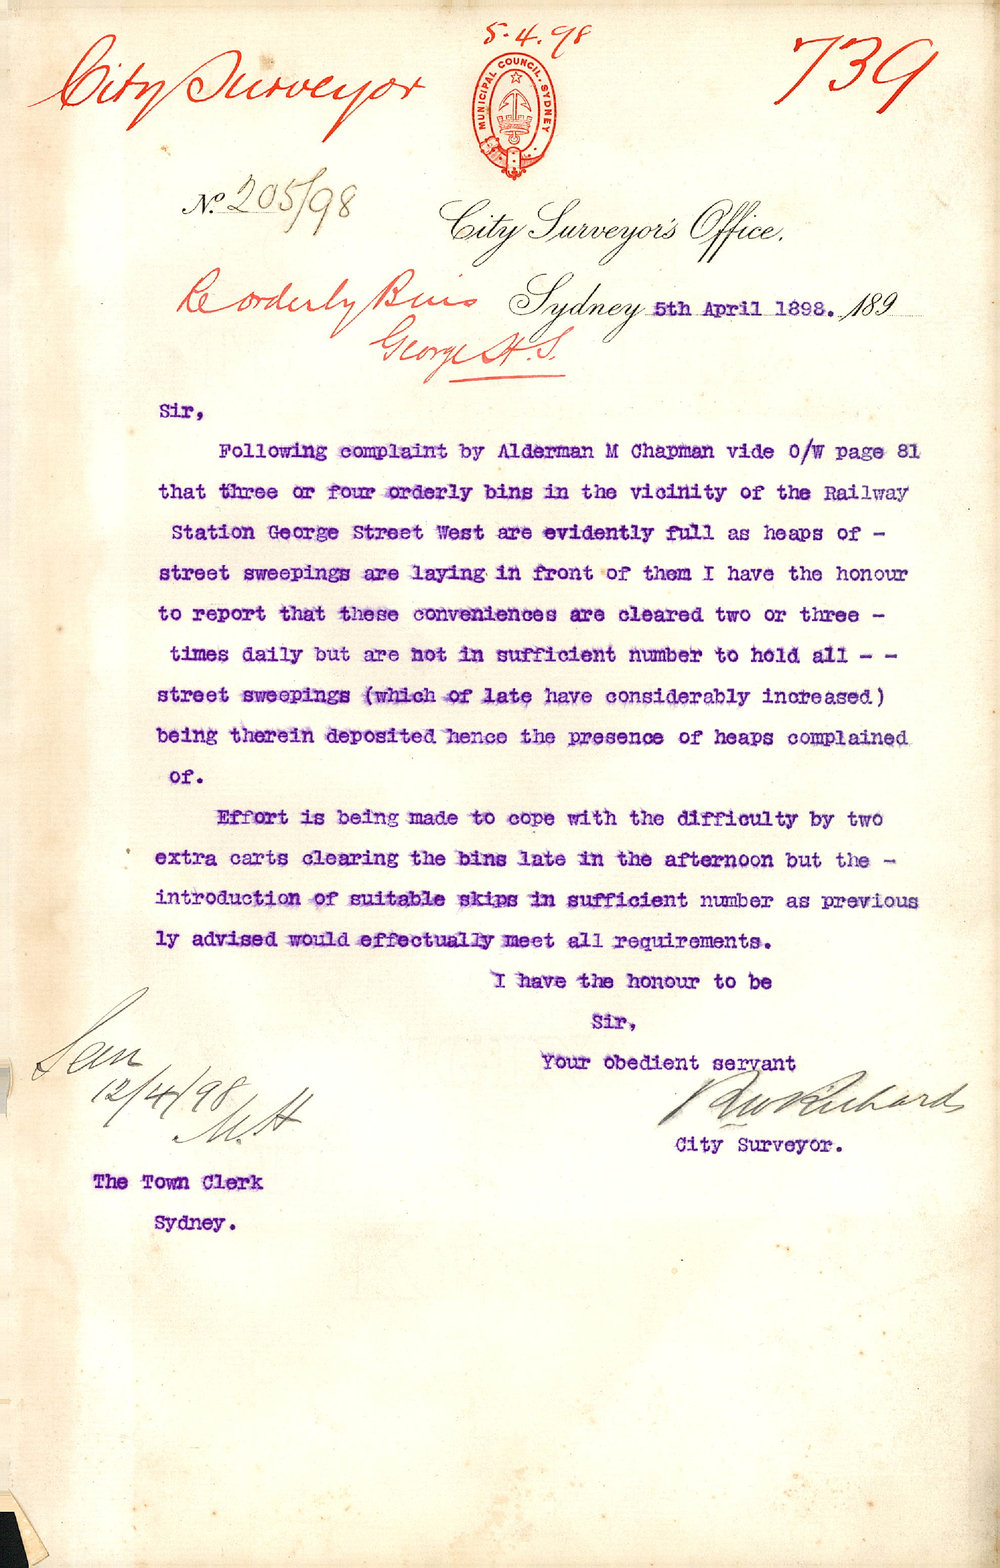 5.4.98
City Surveyor
739
MUNICIPAL COUNCIL. SYDNEY
No. 205/98
City Surveyor's Office.
Re orderly Bins
Sydney 5th April 1898. 189
George St. S.
Sir,
Following complaint by Alderman M Chapman vide O/W page 81
that three or four orderly bins in the vicinity of the Railway
Station George Street West are evidently full as heaps of -
street sweepings are laying in front of them I have the honour
to report that these conveniences are cleared two or three -
times daily but are not in sufficient number to hold all - -
street sweepings (which of late have considerably increased)
being therein deposited hence the presence of heaps complained
of.
Effort is being made to cope with the difficulty by two
extra carts clearing the bins late in the afternoon but the -
introduction of suitable skips in sufficient number as previous
ly advised would effectually meet all requirements.
I have the honour to be
Sir,
Your obedient servant
RW Richards
City Surveyor.
12/4/98
The Town Clerk
Sydney.